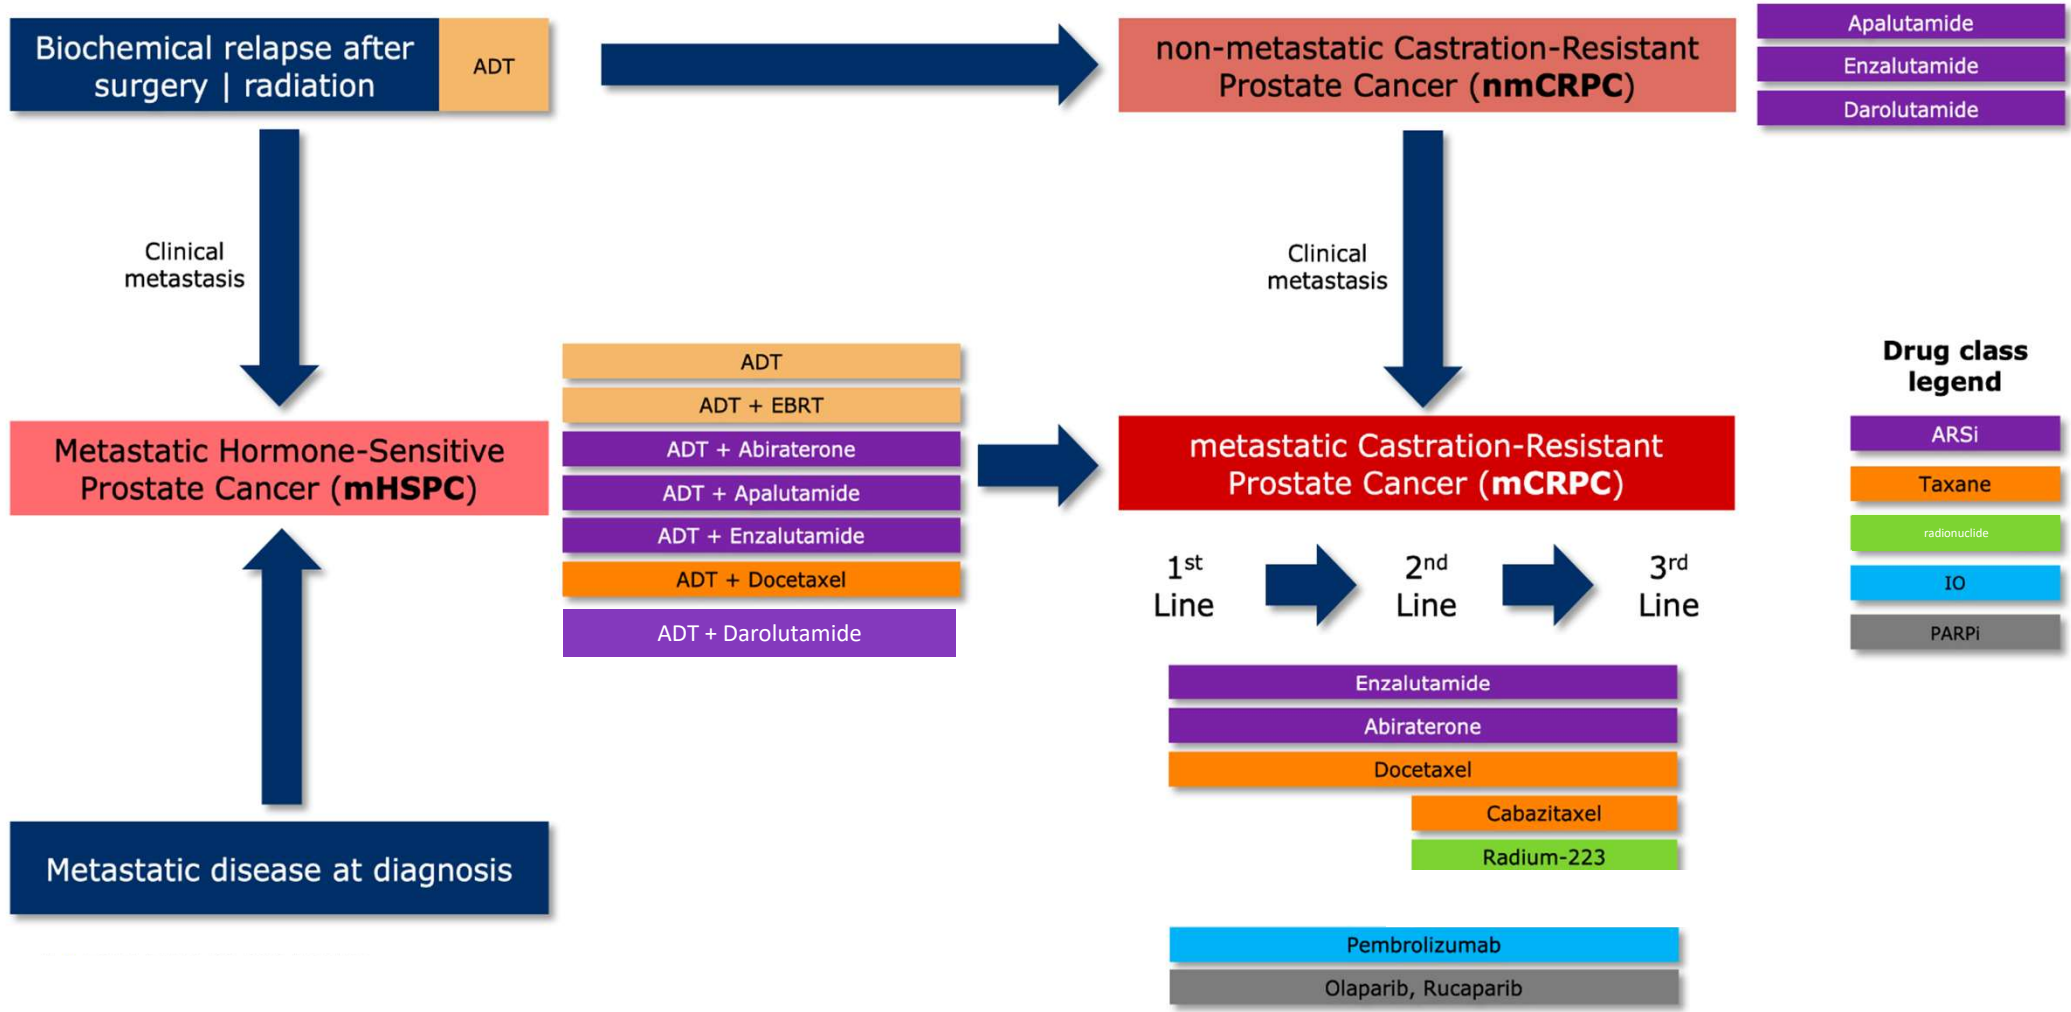 Biochemical relapse after
surgery | radiation
ADT
non-metastatic Castration-Resistant
Prostate Cancer (nmCRPC)
Apalutamide
Enzalutamide
Darolutamide
Clinical
metastasis
Clinical
metastasis
Metastatic Hormone-Sensitive
Prostate Cancer (mHSPC)
ADT
ADT + EBRT
ADT + Abiraterone
ADT + Apalutamide
ADT + Enzalutamide
ADT + Docetaxel
ADT + Darolutamide
metastatic Castration-Resistant
Prostate Cancer (mCRPC)
1st
Line
2nd
Line
3rd
Line
Enzalutamide
Abiraterone
Docetaxel
Cabazitaxel
Radium-223
Pembrolizumab
Olaparib, Rucaparib
Drug class
legend
ARSi
Taxane
radionuclide
IO
PARPi
Metastatic disease at diagnosis